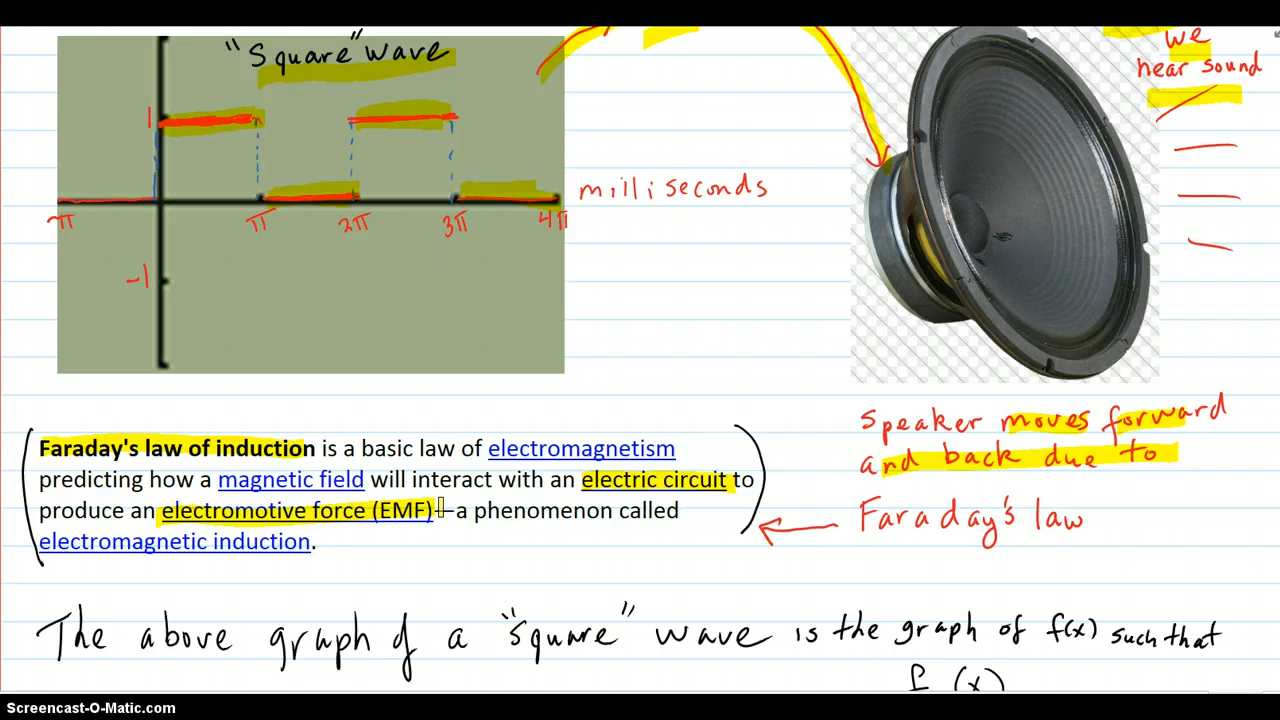 "Square" wave
we
hear sound
1
milliseconds
π 2π 3π 4π
-1
Speaker moves forward
and back due to
Faraday's law
Faraday's law of induction is a basic law of electromagnetism
predicting how a magnetic field will interact with an electric circuit to
produce an electromotive force (EMF)—a phenomenon called
electromagnetic induction.
The above graph of a "square" wave is the graph of f(x) such that
f(x)
Screencast-O-Matic.com